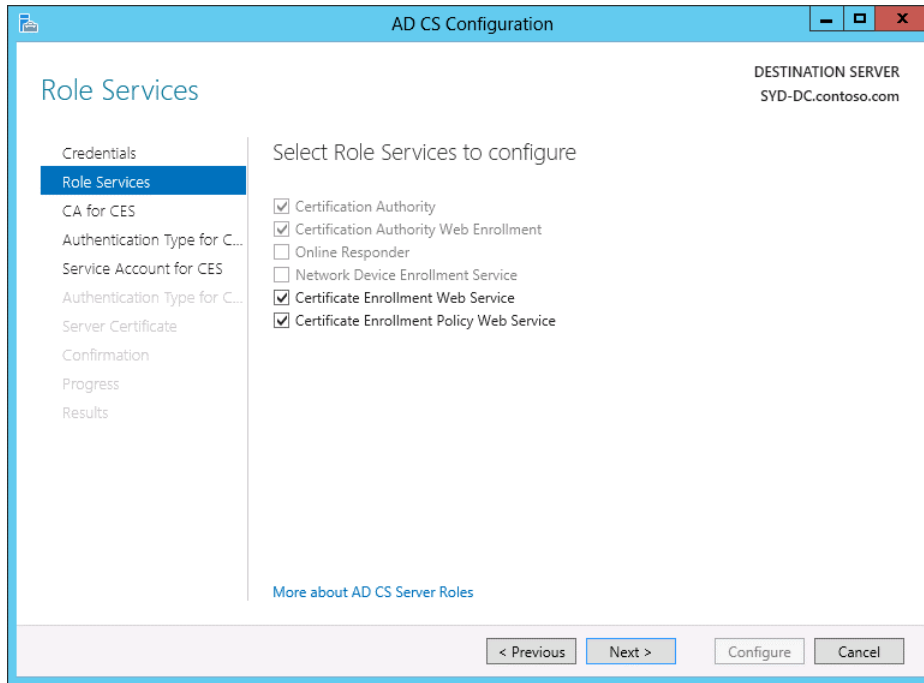 AD CS Configuration
Role Services
DESTINATION SERVER
SYD-DC.contoso.com
Credentials
Role Services
CA for CES
Authentication Type for C...
Service Account for CES
Authentication Type for C...
Server Certificate
Confirmation
Progress
Results
Select Role Services to configure
Certification Authority
Certification Authority Web Enrollment
Online Responder
Network Device Enrollment Service
Certificate Enrollment Web Service
Certificate Enrollment Policy Web Service
More about AD CS Server Roles
< Previous
Next >
Configure
Cancel